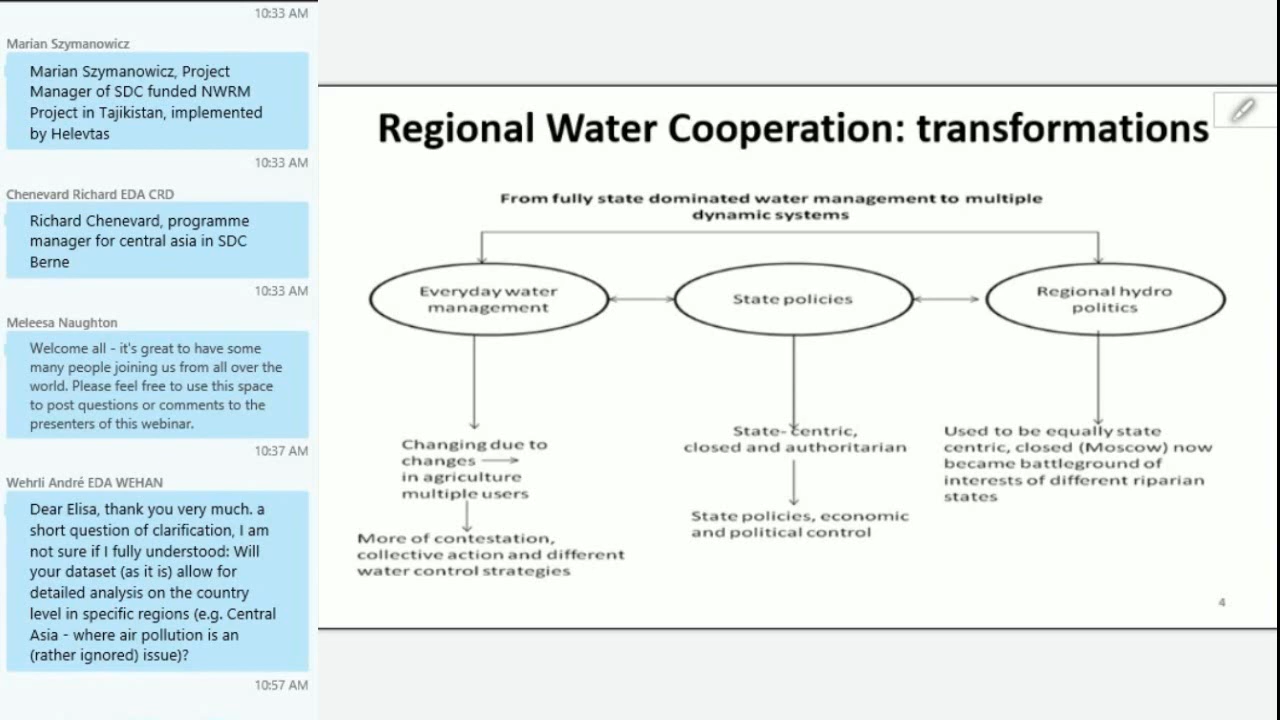 10:33 AM
Marian Szymanowicz
Marian Szymanowicz, Project
Manager of SDC funded NWRM
Project in Tajikistan, implemented
by Helevtas
10:33 AM
Chenevard Richard EDA CRD
Richard Chenevard, programme
manager for central asia in SDC
Berne
10:33 AM
Meleesa Naughton
Welcome all - it's great to have some
many people joining us from all over the
world. Please feel free to use this space
to post questions or comments to the
presenters of this webinar.
10:37 AM
Wehrli André EDA WEHAN
Dear Elisa, thank you very much. a
short question of clarification, I am
not sure if I fully understood: Will
your dataset (as it is) allow for
detailed analysis on the country
level in specific regions (e.g. Central
Asia - where air pollution is an
(rather ignored) issue)?
10:57 AM
Regional Water Cooperation: transformations
From fully state dominated water management to multiple
dynamic systems
Everyday water
management
State policies
Regional hydro
politics
Changing due to
changes
in agriculture
multiple users
More of contestation,
collective action and different
water control strategies
State- centric,
closed and authoritarian
State policies, economic
and political control
Used to be equally state
centric, closed (Moscow) now
became battleground of
interests of different riparian
states
4